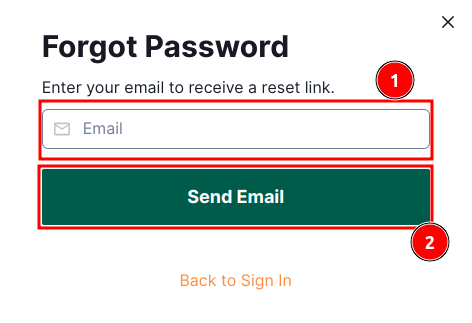 Forgot Password
Enter your email to receive a reset link.
1
Email
Send Email
2
Back to Sign In